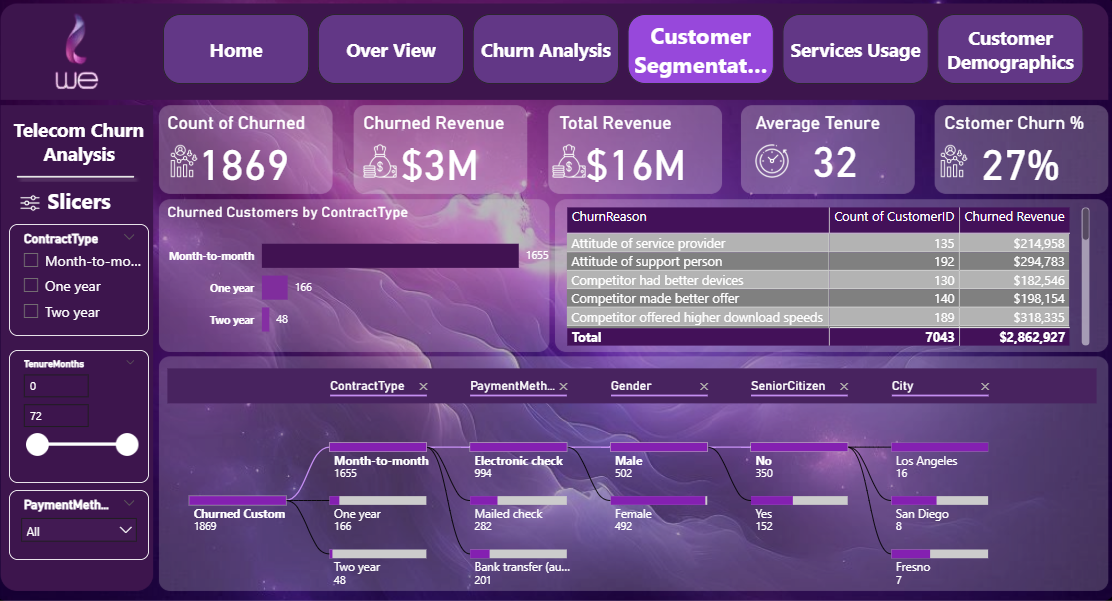 we
Home
Over View
Churn Analysis
Customer
Segmentat...
Services Usage
Customer
Demographics
Telecom Churn
Analysis
Slicers
ContractType
Month-to-mo...
One year
Two year
TenureMonths
0
72
PaymentMeth...
All
Count of Churned
1869
Churned Revenue
$3M
Total Revenue
$16M
Average Tenure
32
Cstomer Churn %
27%
Churned Customers by ContractType
Month-to-month 1655
One year 166
Two year 48
ChurnReason Count of CustomerID Churned Revenue
Attitude of service provider 135 $214,958
Attitude of support person 192 $294,783
Competitor had better devices 130 $182,546
Competitor made better offer 140 $198,154
Competitor offered higher download speeds 189 $318,335
Total 7043 $2,862,927
ContractType PaymentMeth... Gender SeniorCitizen City
Churned Custom
1869
Month-to-month
1655
One year
166
Two year
48
Electronic check
994
Mailed check
282
Bank transfer (au...
201
Male
502
Female
492
No
350
Yes
152
Los Angeles
16
San Diego
8
Fresno
7